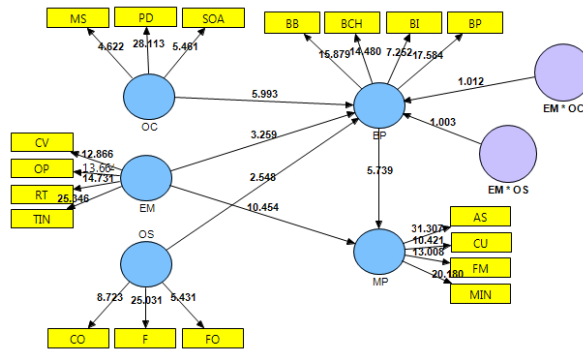 MS
PD
SOA
BB
BCH
BI
BP
4.622
28.113
5.461
15.879
14.480
7.252
17.584
OC
5.993
BP
1.012
EM * OC
CV
OP
RT
TIN
12.866
13.664
14.731
25.346
EM
3.259
2.548
10.454
1.003
EM * OS
5.739
OS
MP
AS
CU
FM
MIN
31.307
10.421
13.008
20.180
8.723
25.031
5.431
CO
F
FO